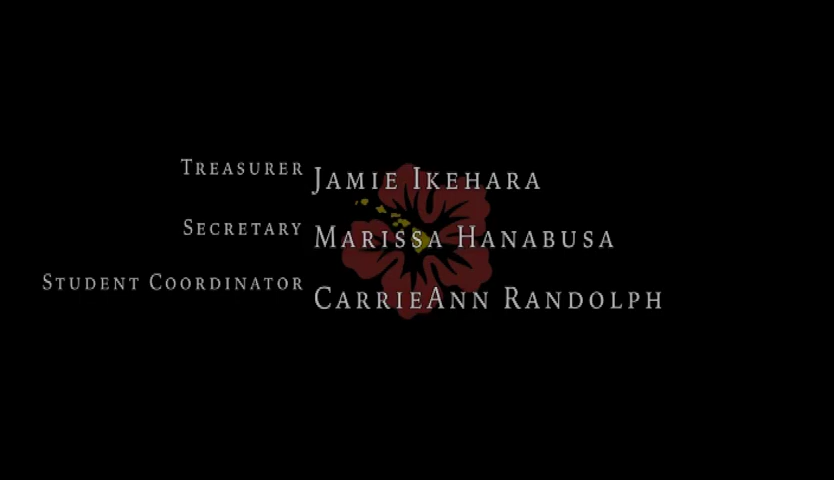 Treasurer Jamie Ikehara
Secretary Marissa Hanabusa
Student Coordinator CarrieAnn Randolph